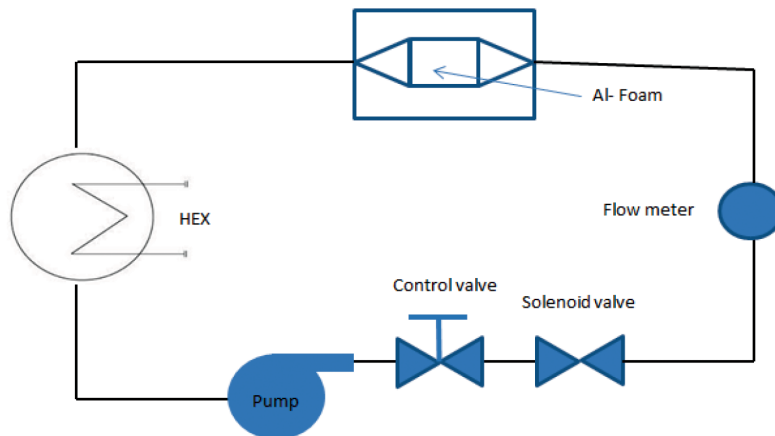 Al- Foam
HEX
Flow meter
Control valve
Solenoid valve
Pump